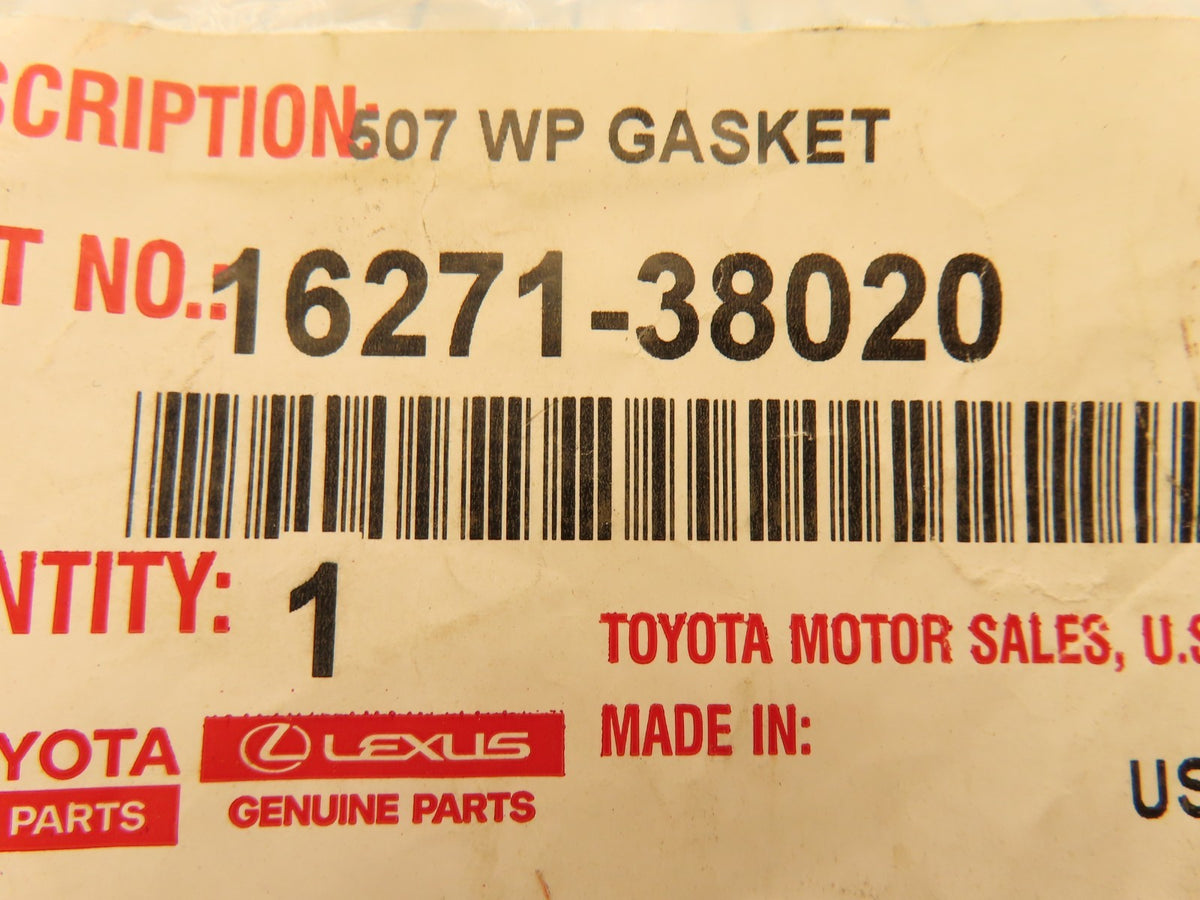 SCRIPTION: 507 WP GASKET
T NO.: 16271-38020
NTITY: 1
TOYOTA MOTOR SALES, U.S
MADE IN:
US
YOTA
PARTS
LEXUS
GENUINE PARTS